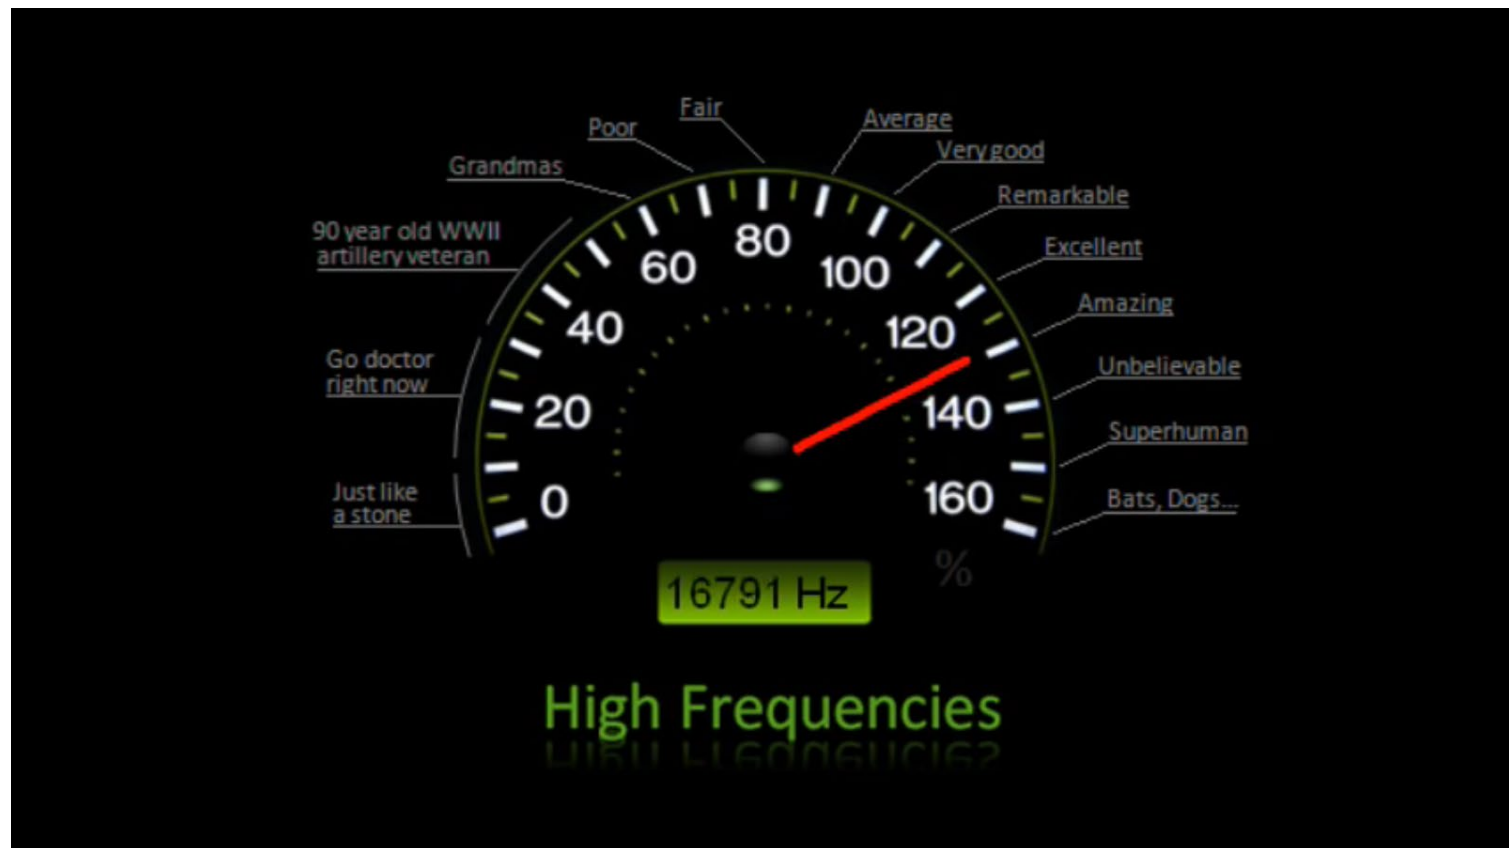 Fair
Average
Poor
Very good
Grandmas
Remarkable
90 year old WWII
artillery veteran
Excellent
Amazing
Go doctor
right now
Unbelievable
Superhuman
Just like
a stone
Bats, Dogs...
0
20
40
60
80
100
120
140
160
%
16791 Hz
High Frequencies